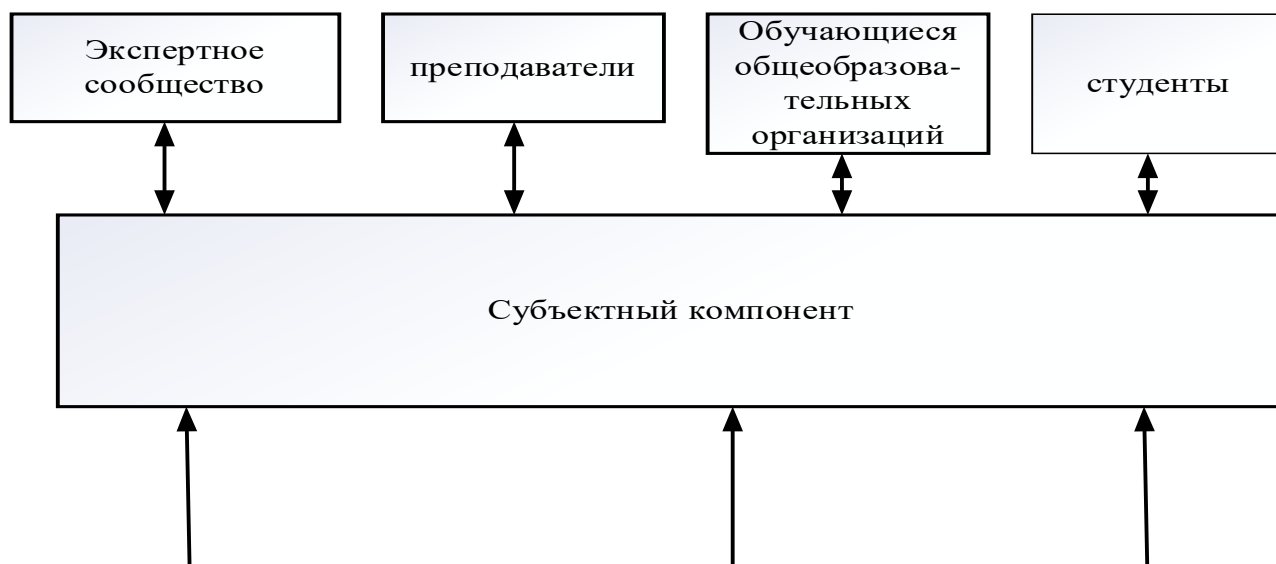 Экспертное
сообщество
преподаватели
Обучающиеся
общеобразова-
тельных
организаций
студенты
Субъектный компонент